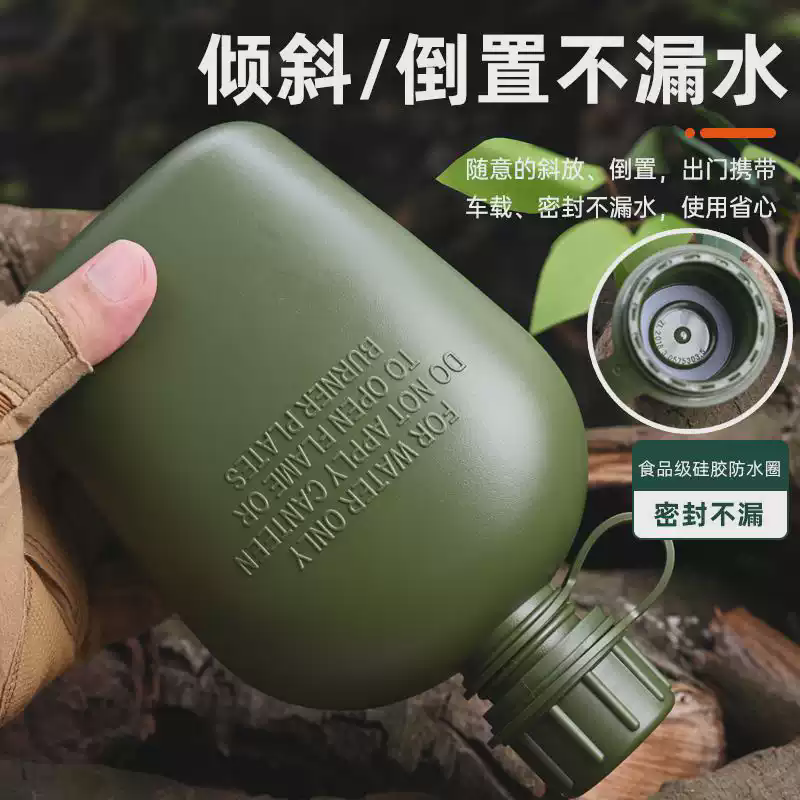 倾斜/倒置不漏水
随意的斜放、倒置，出门携带
车载、密封不漏水，使用省心
食品级硅胶防水圈
密封不漏
FOR WATER ONLY
DO NOT APPLY CANTEEN
TO OPEN FLAME OR
BURNER PLATES